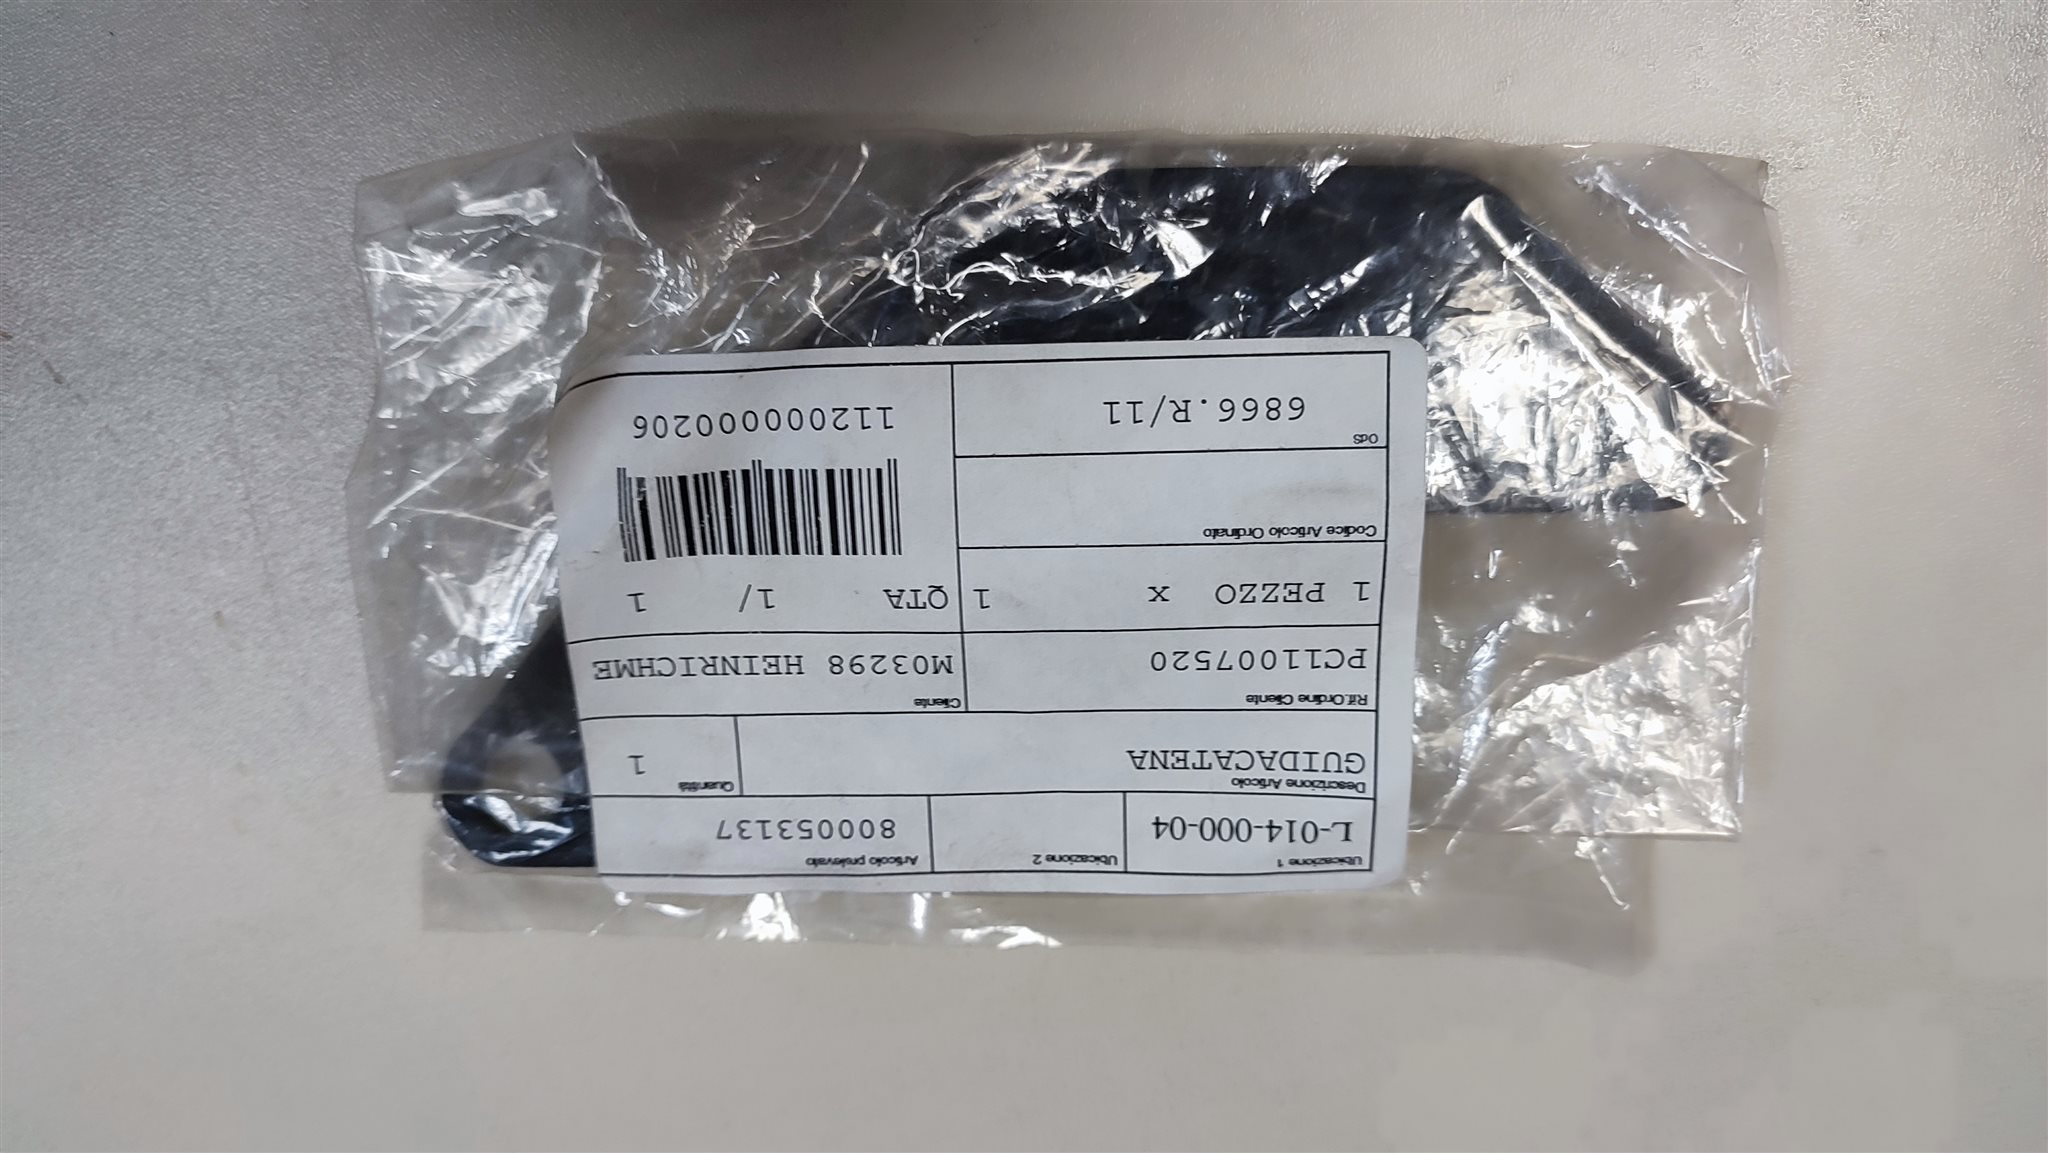 Ubicazione 1
L-014-000-04
Ubicazione 2
Articolo prelevato
800053137
Descrizione Articolo
GUIDACATENA
Quantità
1
Rif.Ordine Cliente
PC11007520
Cliente
M03298 HEINRICHME
1 PEZZO x 1
QTA 1/ 1
Codice Articolo Ordinato
OdS
6866.R/11
112000000206